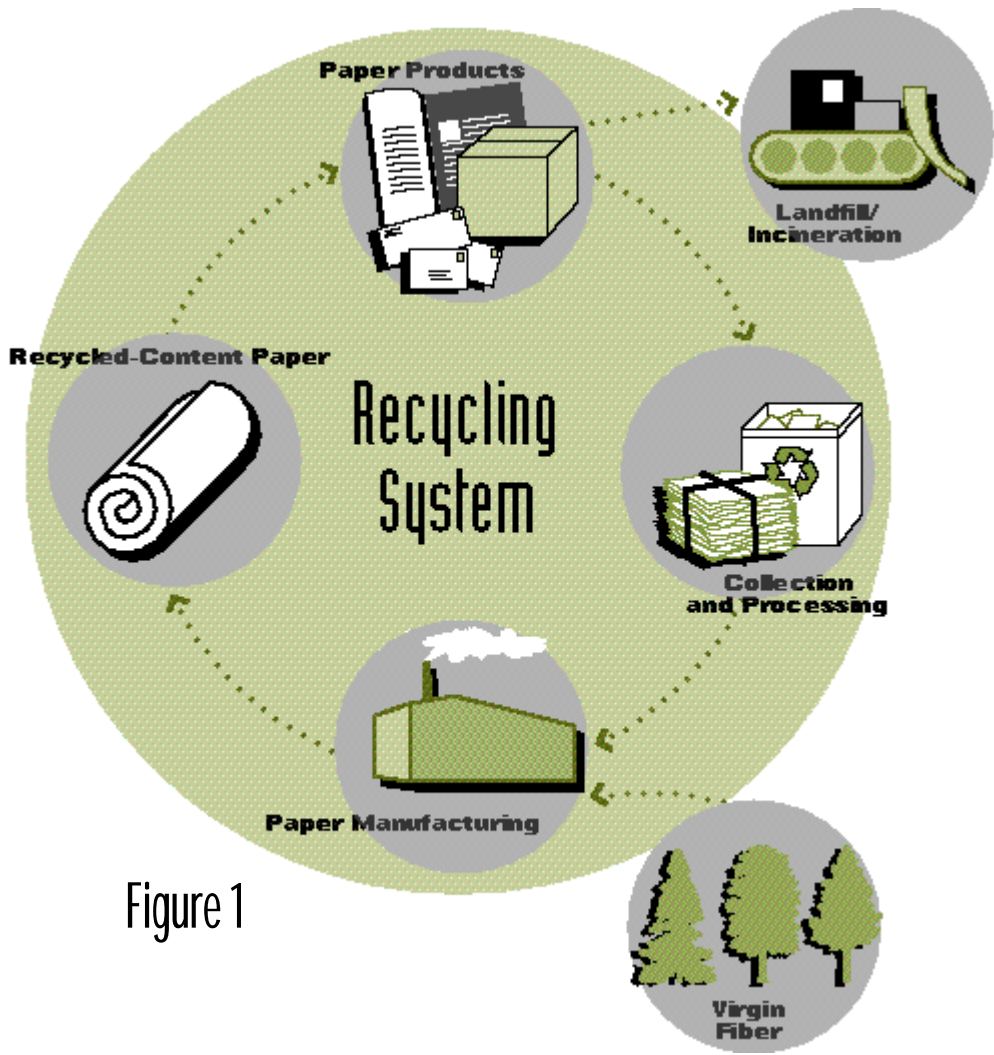 Paper Products
Landfill/
Incineration
Recycled-Content Paper
Recycling
System
Collection
and Processing
Paper Manufacturing
Figure 1
Virgin
Fiber